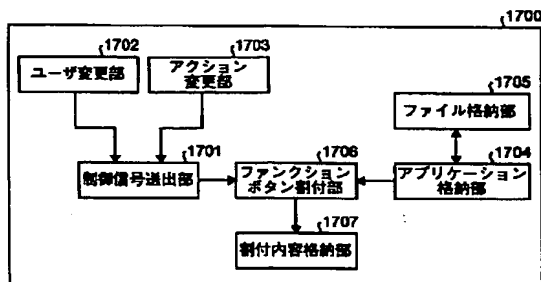 1700
1702
1703
ユーザ変更部
アクション
変更部
1705
ファイル格納部
1701
1706
1704
制御信号送出部
ファンクション
ボタン割付部
アプリケーション
格納部
1707
割付内容格納部